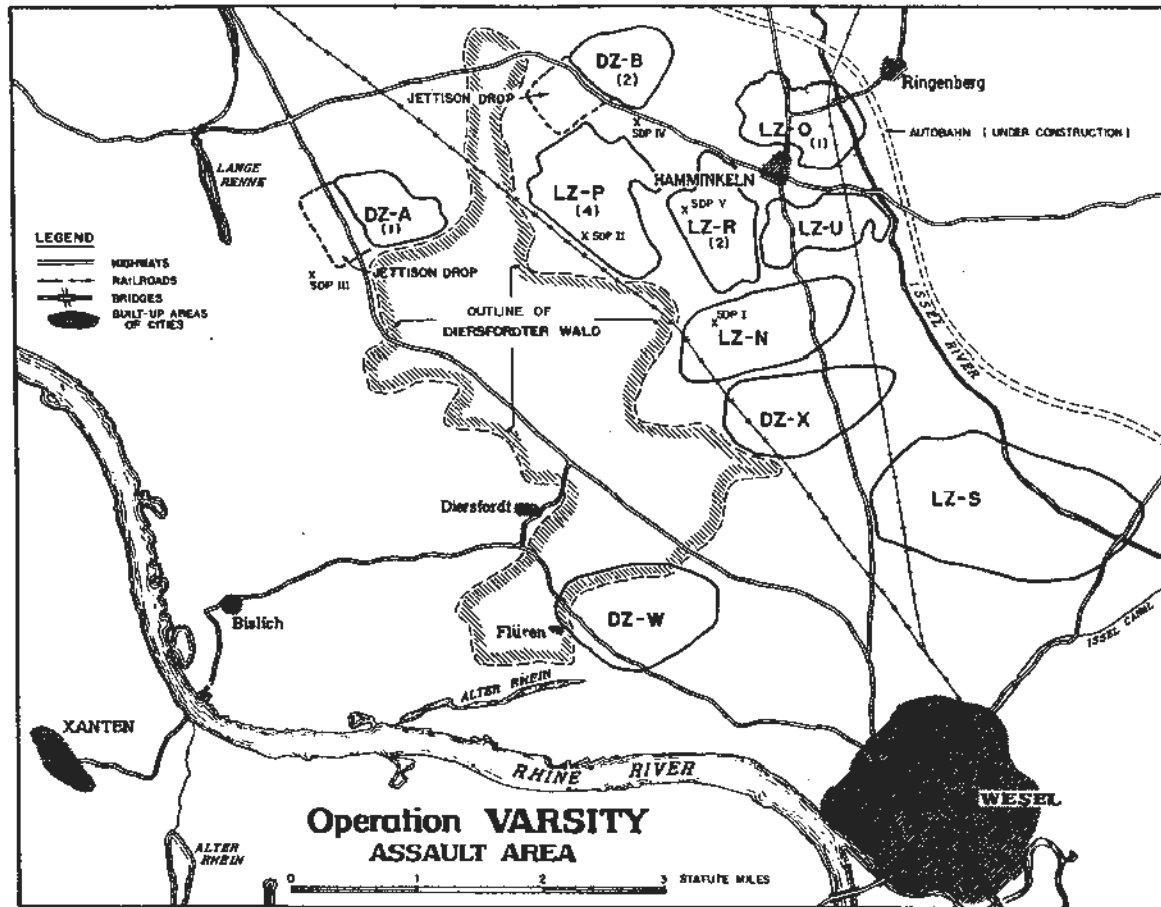 DZ-B
(2)
JETTISON DROP
Ringenberg
SDP IV
LZ-O
(1)
AUTOBAHN (UNDER CONSTRUCTION)
LANGE
RENNE
HAMMINKELN
LZ-P
(4)
SDP V
DZ-A
(1)
LZ-R
(2)
LZ-U
SDP II
LEGEND
HIGHWAYS
RAILROADS
BRIDGES
BUILT-UP AREAS
OF CITIES
JETTISON DROP
SDP III
OUTLINE OF
DIERSFORDTER WALD
SDP I
LZ-N
ISSEL RIVER
DZ-X
LZ-S
Diersfordt
Bislich
Flüren
DZ-W
ISSEL CANAL
ALTER RHEIN
XANTEN
RHINE RIVER
WESEL
Operation VARSITY
ASSAULT AREA
ALTER
RHEIN
0 1 2 3 STATUTE MILES